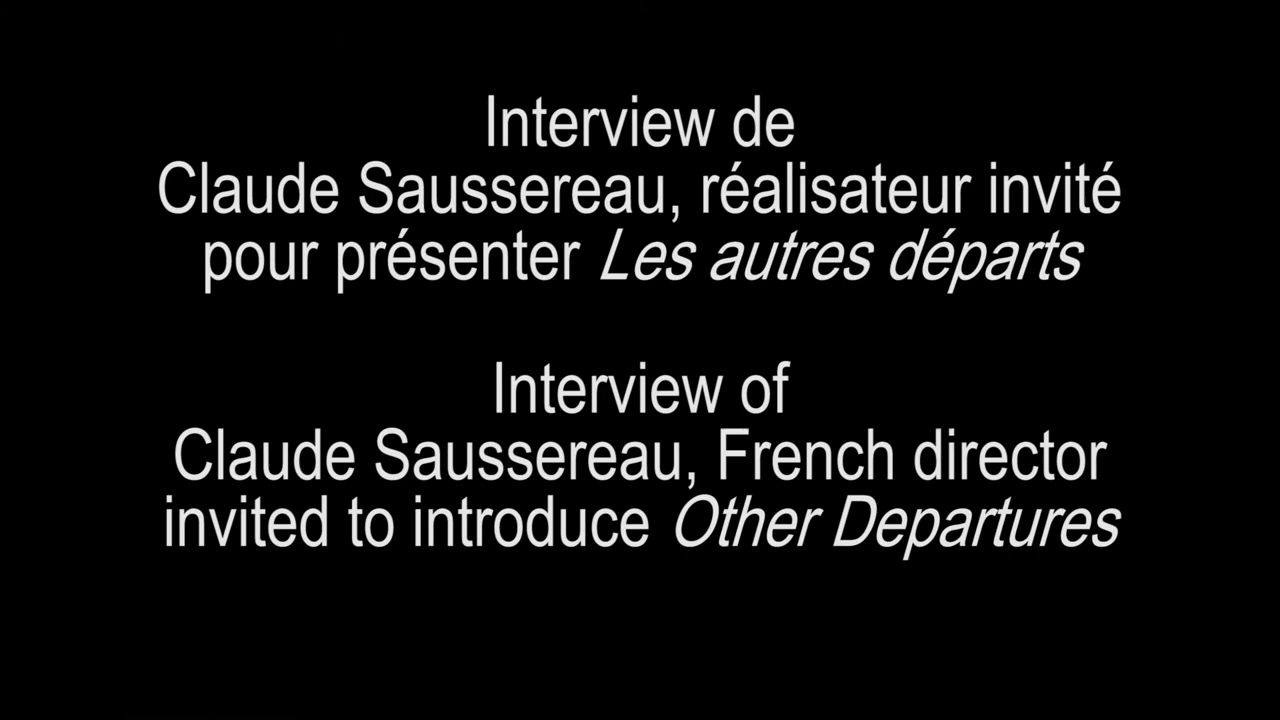 Interview de
Claude Saussereau, réalisateur invité
pour présenter Les autres départs
Interview of
Claude Saussereau, French director
invited to introduce Other Departures